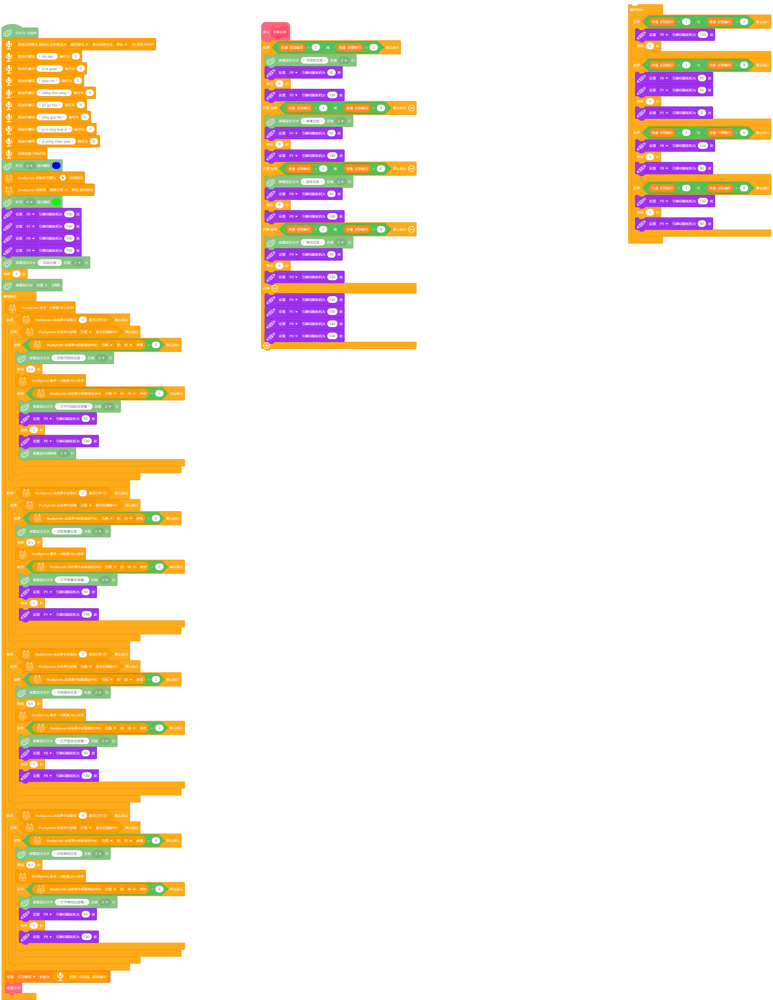 ESP32 主程序
语音识别模块 初始化 识别模式为 循环模式 麦克风模式为 默认 I2C地址为0x4F
添加关键词 zhi dai 编号为 1
添加关键词 yi la guan 编号为 2
添加关键词 dian chi 编号为 3
添加关键词 xiang shui ping 编号为 4
添加关键词 yu gu tou 编号为 5
添加关键词 ping guo he 编号为 6
添加关键词 yi ci xing kuai zi 编号为 7
添加关键词 yi yong mian qian 编号为 8
设置完成 开始识别
灯号 0 显示颜色
HuskyLens 初始化引脚为 直到成功
HuskyLens 切换到 物体分类 算法 直到成功
灯号 0 显示颜色
设置 P0 引脚伺服舵机为 180 度
设置 P1 引脚伺服舵机为 180 度
设置 P8 引脚伺服舵机为 180 度
设置 P9 引脚伺服舵机为 180 度
屏幕显示文字 垃圾分类 在第 1 行
等待 1 秒
屏幕显示为 全黑 (清屏)
循环执行
HuskyLens 请求一次数据 存入结果
如果 HuskyLens 从结果中获取ID 1 是否已学习? 那么执行
如果 HuskyLens 从结果中获取 方框 是否在画面中? 那么执行
如果 HuskyLens 从结果中获取靠近中心 方框 的 ID 参数 = 1 那么执行
屏幕显示文字 识别可回收垃圾 在第 2 行
等待 0.5 秒
HuskyLens 请求一次数据 存入结果
如果 HuskyLens 从结果中获取靠近中心 方框 的 ID 参数 = 1 那么执行
屏幕显示文字 打开可回收垃圾桶 在第 2 行
设置 P0 引脚伺服舵机为 90 度
等待 5 秒
设置 P0 引脚伺服舵机为 180 度
屏幕显示清除第 2 行
如果 HuskyLens 从结果中获取ID 2 是否已学习? 那么执行
如果 HuskyLens 从结果中获取 方框 是否在画面中? 那么执行
如果 HuskyLens 从结果中获取靠近中心 方框 的 ID 参数 = 2 那么执行
屏幕显示文字 识别有害垃圾 在第 2 行
等待 0.5 秒
HuskyLens 请求一次数据 存入结果
如果 HuskyLens 从结果中获取靠近中心 方框 的 ID 参数 = 2 那么执行
屏幕显示文字 打开有害垃圾桶 在第 2 行
设置 P1 引脚伺服舵机为 90 度
等待 5 秒
设置 P1 引脚伺服舵机为 180 度
如果 HuskyLens 从结果中获取ID 3 是否已学习? 那么执行
如果 HuskyLens 从结果中获取 方框 是否在画面中? 那么执行
如果 HuskyLens 从结果中获取靠近中心 方框 的 ID 参数 = 3 那么执行
屏幕显示文字 识别厨余垃圾 在第 2 行
等待 0.5 秒
HuskyLens 请求一次数据 存入结果
如果 HuskyLens 从结果中获取靠近中心 方框 的 ID 参数 = 3 那么执行
屏幕显示文字 打开厨余垃圾桶 在第 2 行
设置 P8 引脚伺服舵机为 90 度
等待 5 秒
设置 P8 引脚伺服舵机为 180 度
如果 HuskyLens 从结果中获取ID 4 是否已学习? 那么执行
如果 HuskyLens 从结果中获取 方框 是否在画面中? 那么执行
如果 HuskyLens 从结果中获取靠近中心 方框 的 ID 参数 = 4 那么执行
屏幕显示文字 识别其他垃圾 在第 2 行
等待 0.5 秒
HuskyLens 请求一次数据 存入结果
如果 HuskyLens 从结果中获取靠近中心 方框 的 ID 参数 = 4 那么执行
屏幕显示文字 打开其他垃圾桶 在第 2 行
设置 P9 引脚伺服舵机为 90 度
等待 5 秒
设置 P9 引脚伺服舵机为 180 度
设置 识别编号 的值为 识别一次语音，获取编号
垃圾分类
定义 垃圾分类
如果 变量 识别编号 = 1 或 变量 识别编号 = 2 那么执行
屏幕显示文字 可回收垃圾 在第 2 行
设置 P0 引脚伺服舵机为 90 度
等待 5 秒
设置 P0 引脚伺服舵机为 180 度
否则 如果 变量 识别编号 = 3 或 变量 识别编号 = 4 那么执行
屏幕显示文字 有害垃圾 在第 2 行
设置 P1 引脚伺服舵机为 90 度
等待 5 秒
设置 P1 引脚伺服舵机为 180 度
否则 如果 变量 识别编号 = 5 或 变量 识别编号 = 6 那么执行
屏幕显示文字 厨余垃圾 在第 2 行
设置 P8 引脚伺服舵机为 90 度
等待 5 秒
设置 P8 引脚伺服舵机为 180 度
否则 如果 变量 识别编号 = 7 或 变量 识别编号 = 8 那么执行
屏幕显示文字 其他垃圾 在第 2 行
设置 P9 引脚伺服舵机为 90 度
等待 5 秒
设置 P9 引脚伺服舵机为 180 度
否则
设置 P0 引脚伺服舵机为 180 度
设置 P1 引脚伺服舵机为 180 度
设置 P8 引脚伺服舵机为 180 度
设置 P9 引脚伺服舵机为 180 度
循环执行
如果 变量 识别编号 = 1 与 变量 识别编号 = 2 那么执行
设置 P0 引脚伺服舵机为 150 度
等待 5 秒
如果 变量 识别编号 = 3 与 变量 识别编号 = 4 那么执行
设置 P0 引脚伺服舵机为 90 度
设置 P1 引脚伺服舵机为 90 度
等待 5 秒
设置 P1 引脚伺服舵机为 0 度
如果 变量 识别编号 = 5 与 变量 识别编号 = 6 那么执行
设置 P8 引脚伺服舵机为 150 度
等待 5 秒
设置 P8 引脚伺服舵机为 90 度
如果 变量 识别编号 = 7 与 变量 识别编号 = 8 那么执行
设置 P9 引脚伺服舵机为 150 度
等待 5 秒
设置 P9 引脚伺服舵机为 90 度